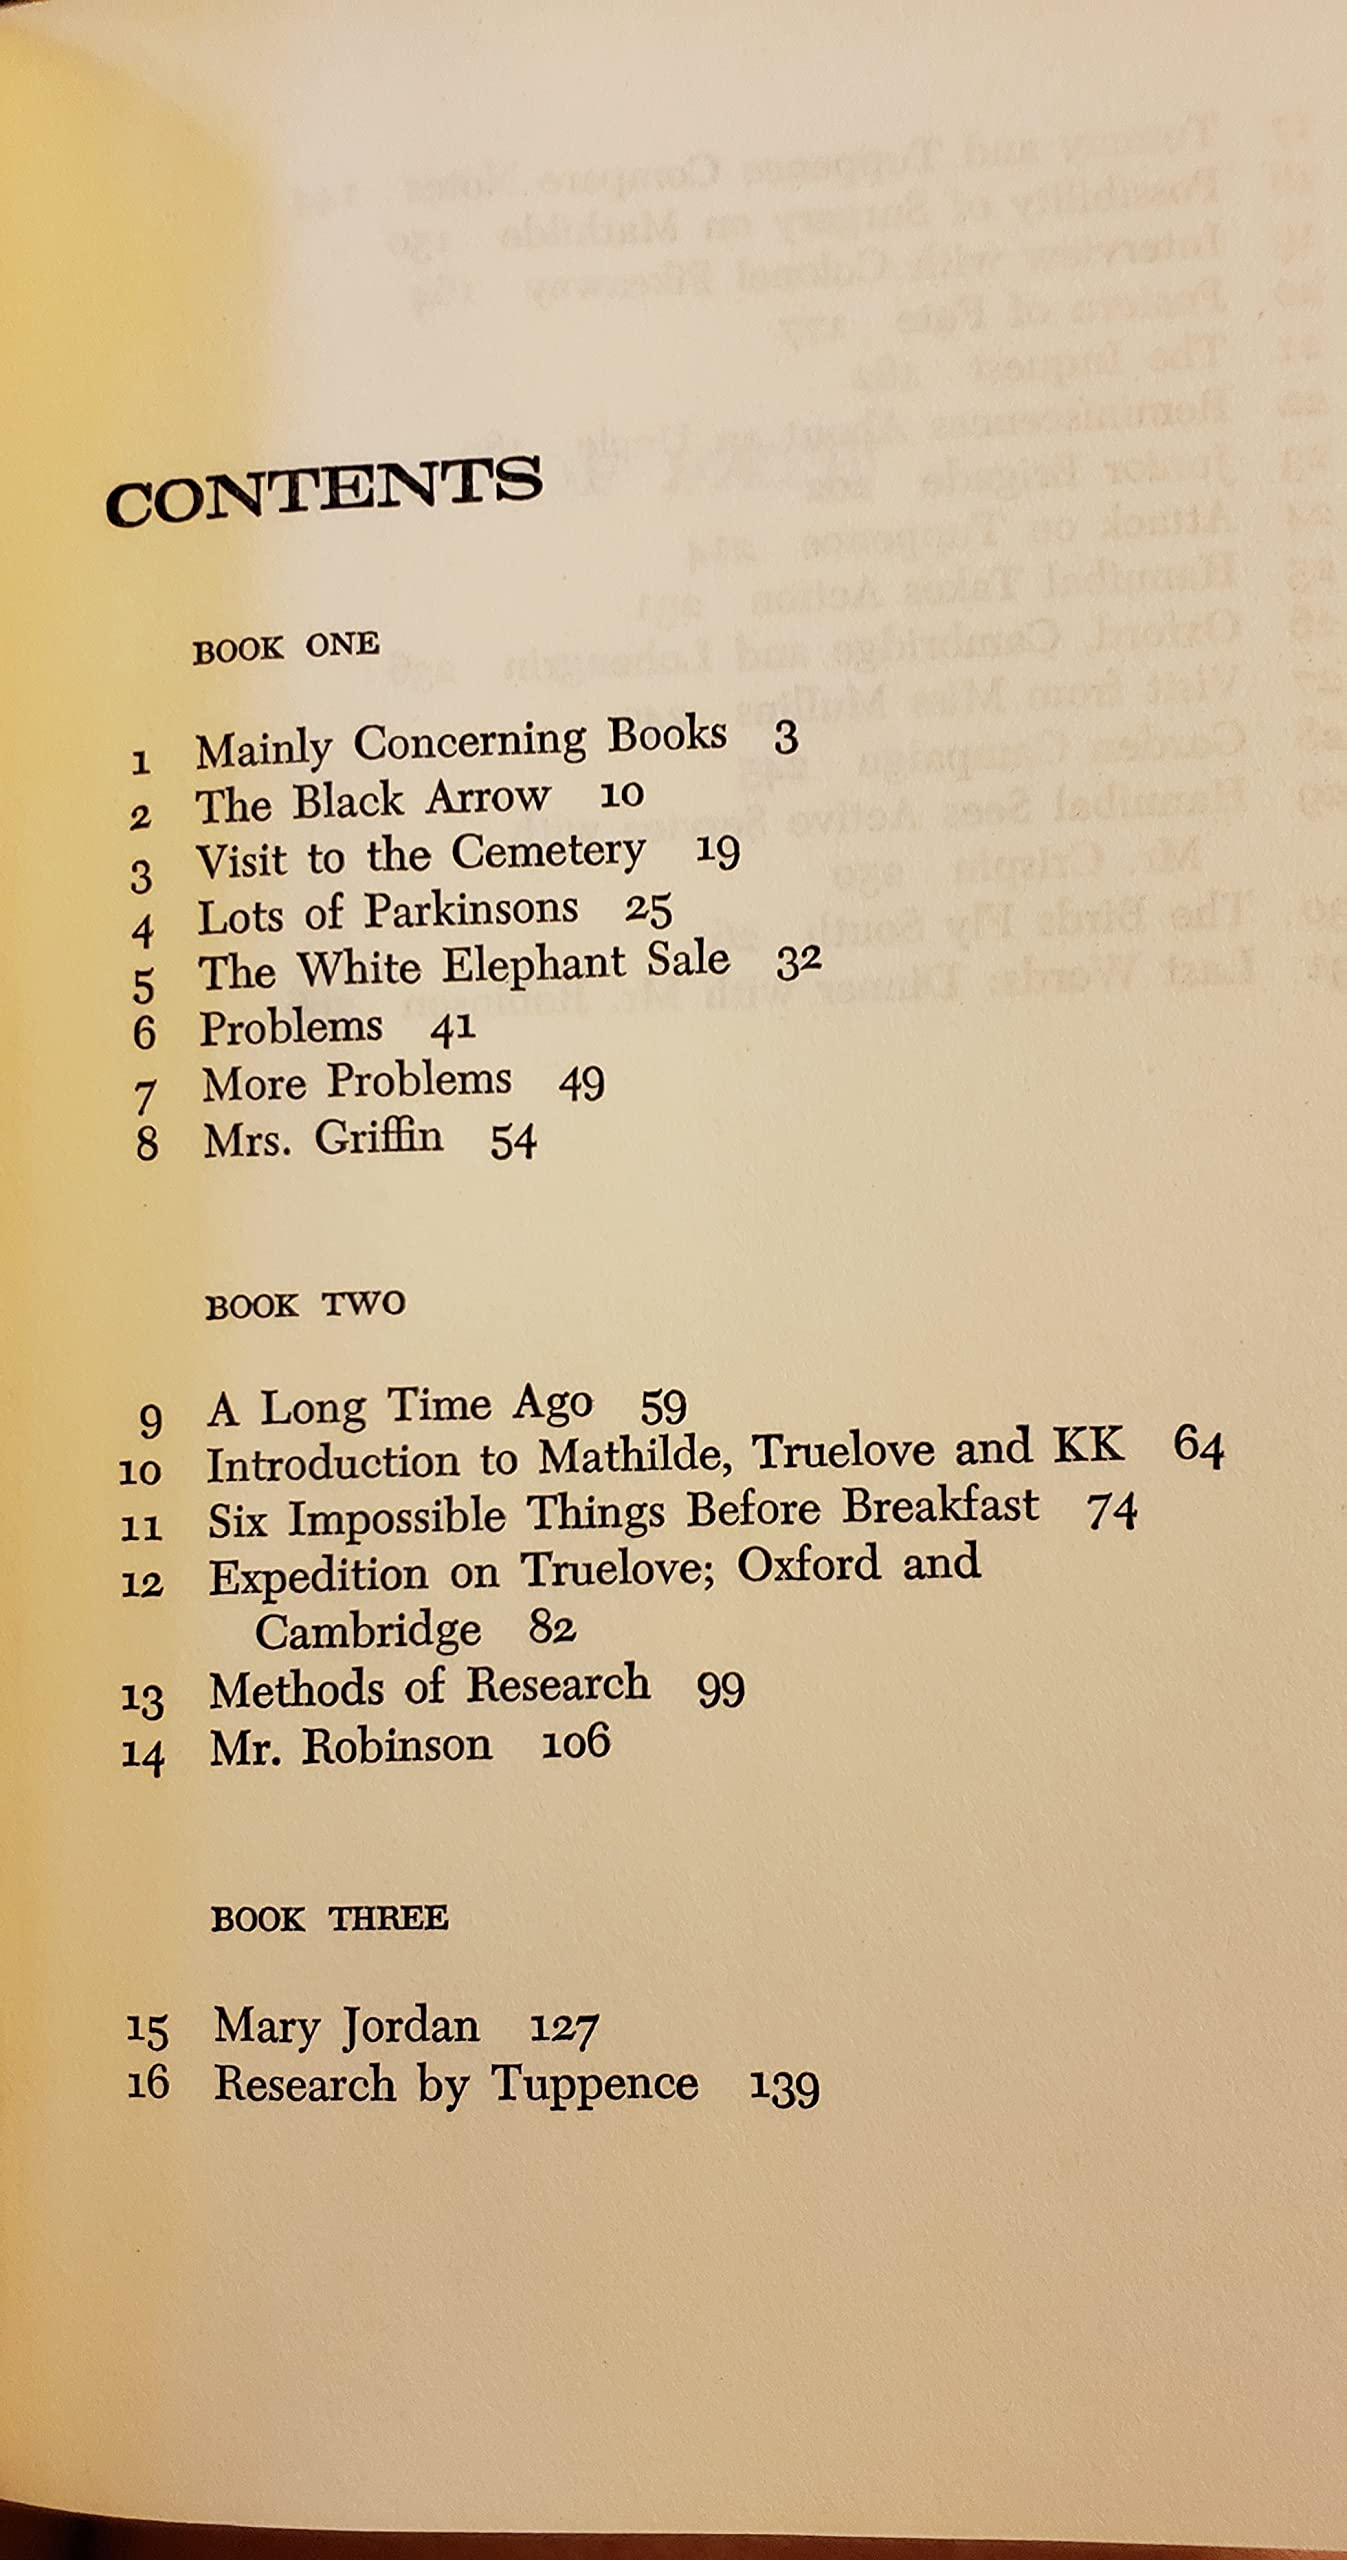 CONTENTS
BOOK ONE
1 Mainly Concerning Books 3
2 The Black Arrow 10
3 Visit to the Cemetery 19
4 Lots of Parkinsons 25
5 The White Elephant Sale 32
6 Problems 41
7 More Problems 49
8 Mrs. Griffin 54
BOOK TWO
9 A Long Time Ago 59
10 Introduction to Mathilde, Truelove and KK 64
11 Six Impossible Things Before Breakfast 74
12 Expedition on Truelove; Oxford and
Cambridge 82
13 Methods of Research 99
14 Mr. Robinson 106
BOOK THREE
15 Mary Jordan 127
16 Research by Tuppence 139